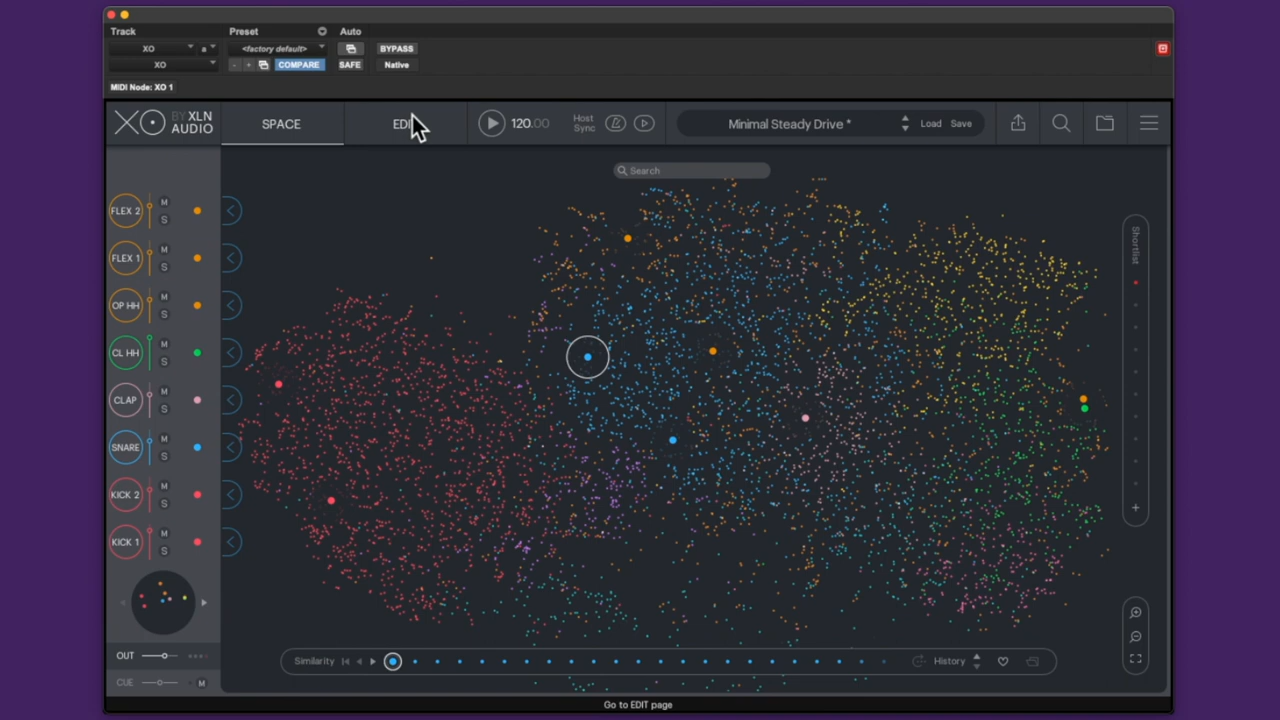 Track
Preset
Auto
XO
a
<factory default>
BYPASS
XO
- +
COMPARE
SAFE
Native
MIDI Node: XO 1
XO BY XLN AUDIO
SPACE
EDIT
120.00
Host Sync
Minimal Steady Drive *
Load
Save
Search
Shortlist
FLEX 2
M
S
FLEX 1
M
S
OP HH
M
S
CL HH
M
S
CLAP
M
S
SNARE
M
S
KICK 2
M
S
KICK 1
M
S
OUT
CUE
M
Similarity
History
Go to EDIT page